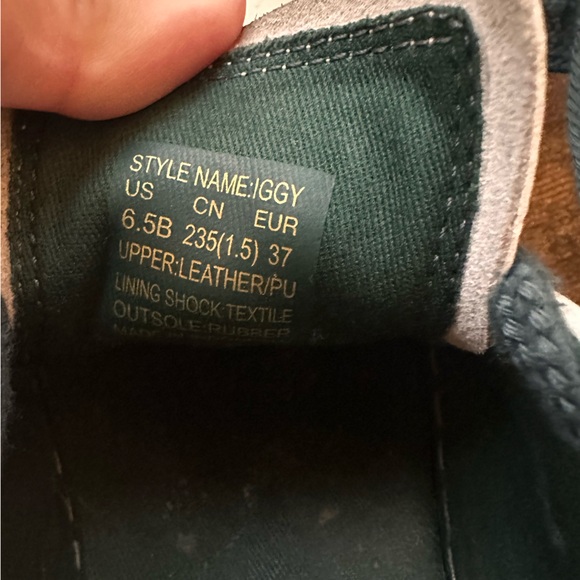 STYLE NAME:IGGY
US CN EUR
6.5B 235(1.5) 37
UPPER:LEATHER/PU
LINING SHOCK:TEXTILE
OUTSOLE:RUBBER
MADE